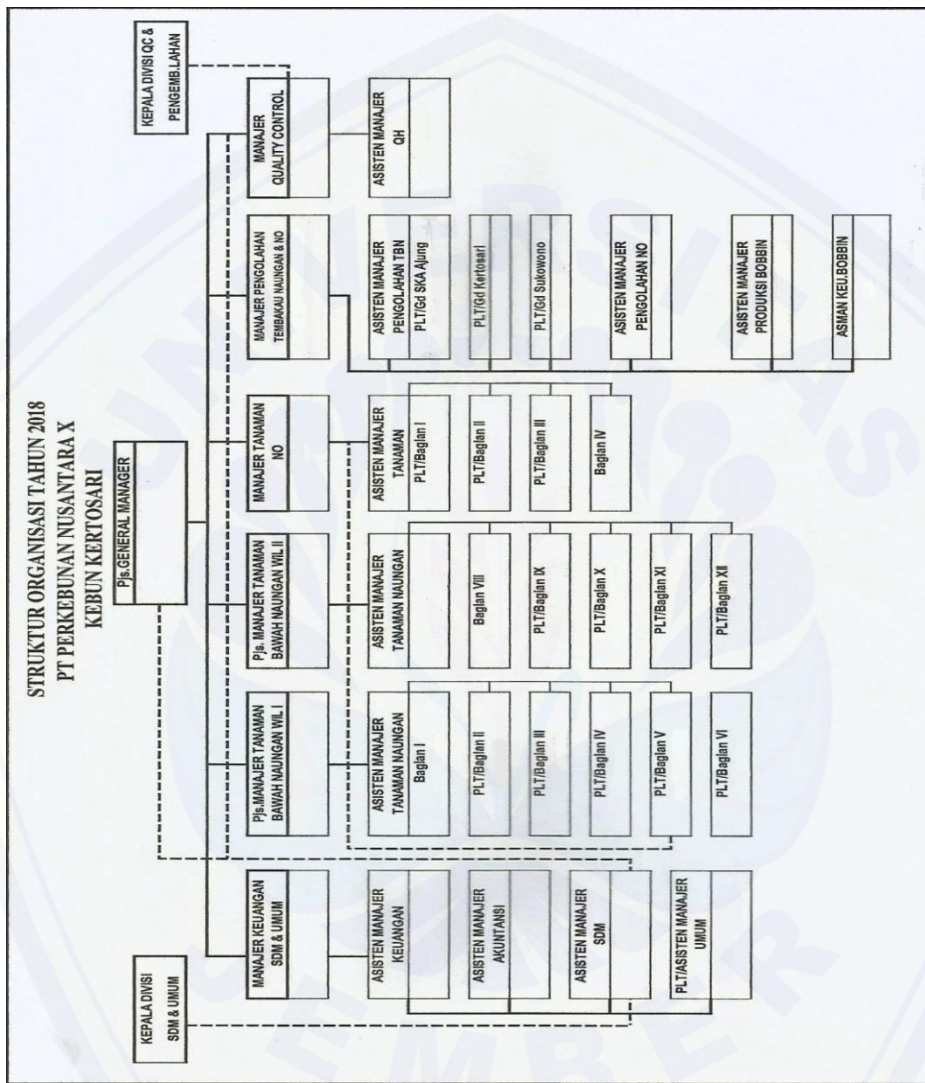 STRUKTUR ORGANISASI TAHUN 2018
PT PERKEBUNAN NUSANTARA X
KEBUN KERTOSARI
Pjs.GENERAL MANAGER
KEPALA DIVISI
SDM & UMUM
KEPALA DIVISI QC &
PENGEMB.LAHAN
MANAJER KEUANGAN
SDM & UMUM
Pjs.MANAJER TANAMAN
BAWAH NAUNGAN WIL I
Pjs. MANAJER TANAMAN
BAWAH NAUNGAN WIL II
MANAJER TANAMAN
NO
MANAJER PENGOLAHAN
TEMBAKAU NAUNGAN & NO
MANAJER
QUALITY CONTROL
ASISTEN MANAJER
KEUANGAN
ASISTEN MANAJER
AKUNTANSI
ASISTEN MANAJER
SDM
PLT/ASISTEN MANAJER
UMUM
ASISTEN MANAJER
TANAMAN NAUNGAN
Bagian I
PLT/Bagian II
PLT/Bagian III
PLT/Bagian IV
PLT/Bagian V
PLT/Bagian VI
ASISTEN MANAJER
TANAMAN NAUNGAN
Bagian VIII
PLT/Bagian IX
PLT/Bagian X
PLT/Bagian XI
PLT/Bagian XII
ASISTEN MANAJER
TANAMAN
PLT/Bagian I
PLT/Bagian II
PLT/Bagian III
Bagian IV
ASISTEN MANAJER
PENGOLAHAN TBN
PLT/Gd SKA Ajung
PLT/Gd Kertosari
PLT/Gd Sukowono
ASISTEN MANAJER
PENGOLAHAN NO
ASISTEN MANAJER
PRODUKSI BOBBIN
ASMAN KEU.BOBBIN
ASISTEN MANAJER
QH
UNIVERSITAS
JEMBER